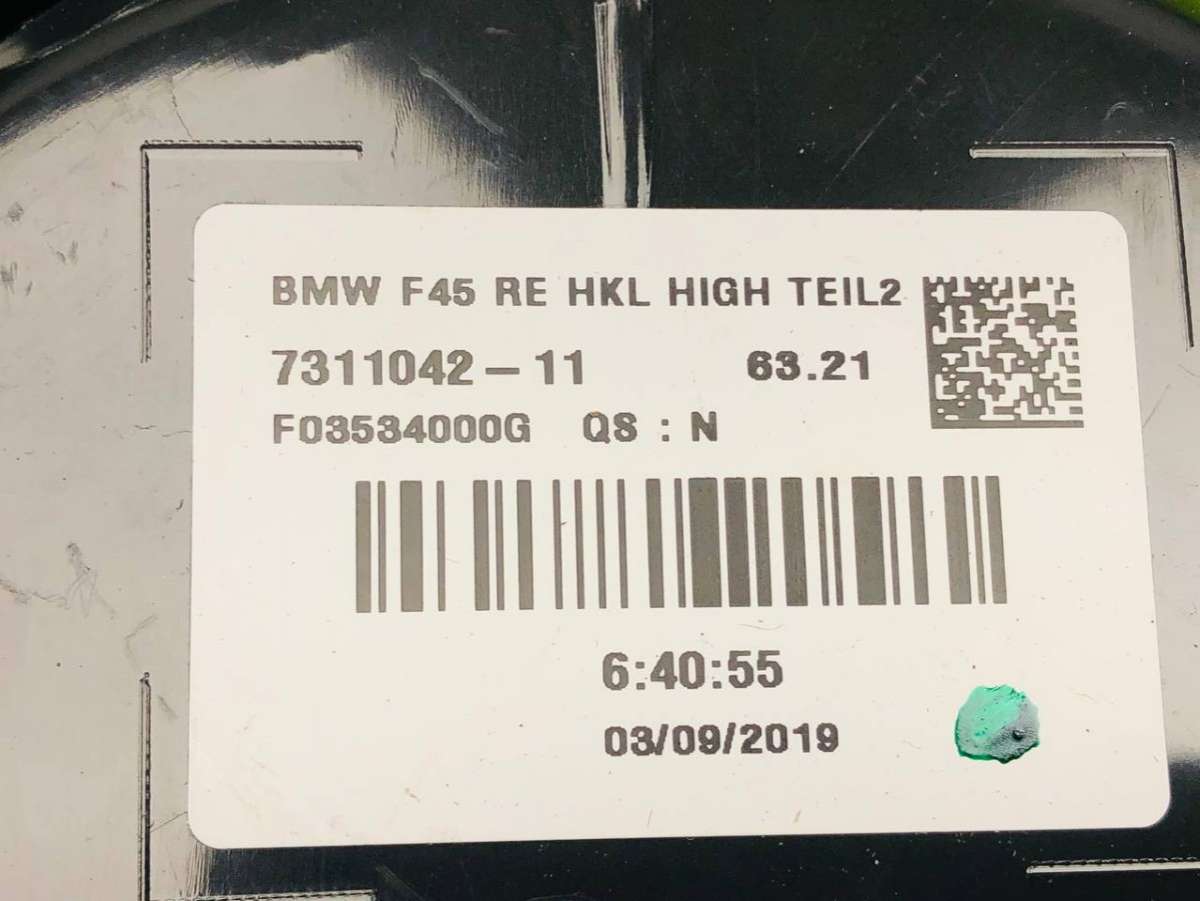 BMW F45 RE HKL HIGH TEIL2
7311042-11 63.21
F03534000G QS : N
6:40:55
03/09/2019